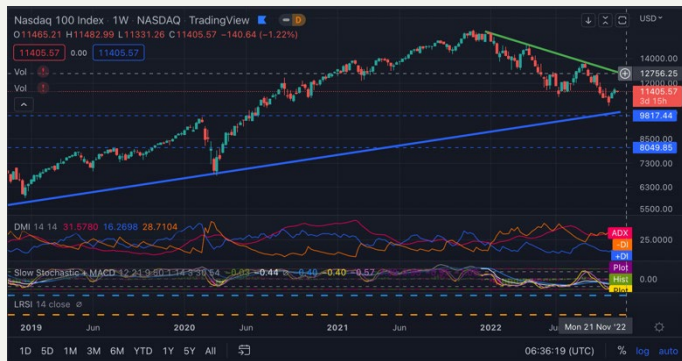 Nasdaq 100 Index · 1W · NASDAQ · TradingView D
O11465.21 H11482.99 L11331.26 C11405.57 −140.64 (−1.22%)
11405.57 0.00 11405.57
Vol
Vol
USD
14000.00
12756.25
11405.57
3d 15h
9817.44
8500.00
8049.85
7300.00
6300.00
5500.00
DMI 14 14 31.5780 16.2698 28.7104
ADX
-DI
25.0000
+DI
Slow Stochastic + MACD 12 21 9 50 1 14 3 30 54 −0.03 −0.44 −0.40 −0.40 −0.57
Plot
Hist
0.00
Plot
LRSI 14 close
2019 Jun 2020 Jun 2021 Jun 2022 Mon 21 Nov '22
1D 5D 1M 3M 6M YTD 1Y 5Y All 06:36:19 (UTC) % log auto